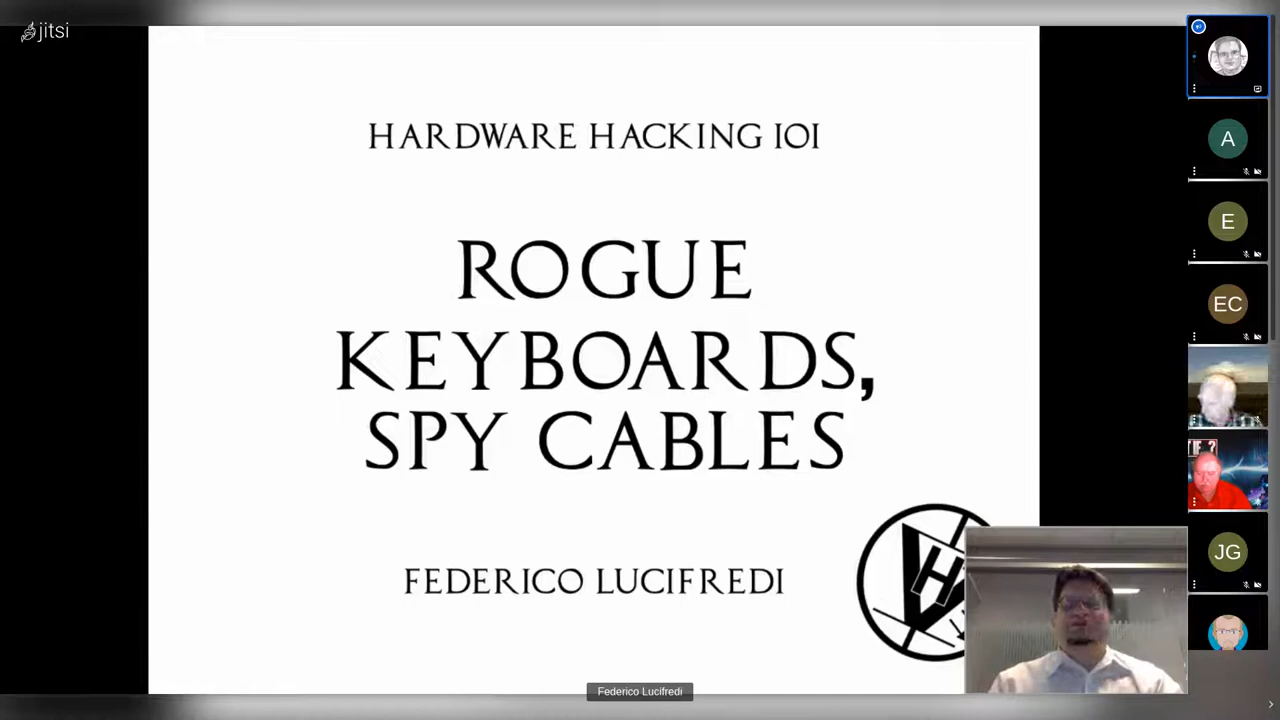 jitsi
HARDWARE HACKING 101
ROGUE
KEYBOARDS,
SPY CABLES
FEDERICO LUCIFREDI
Federico Lucifredi
A
E
EC
JG